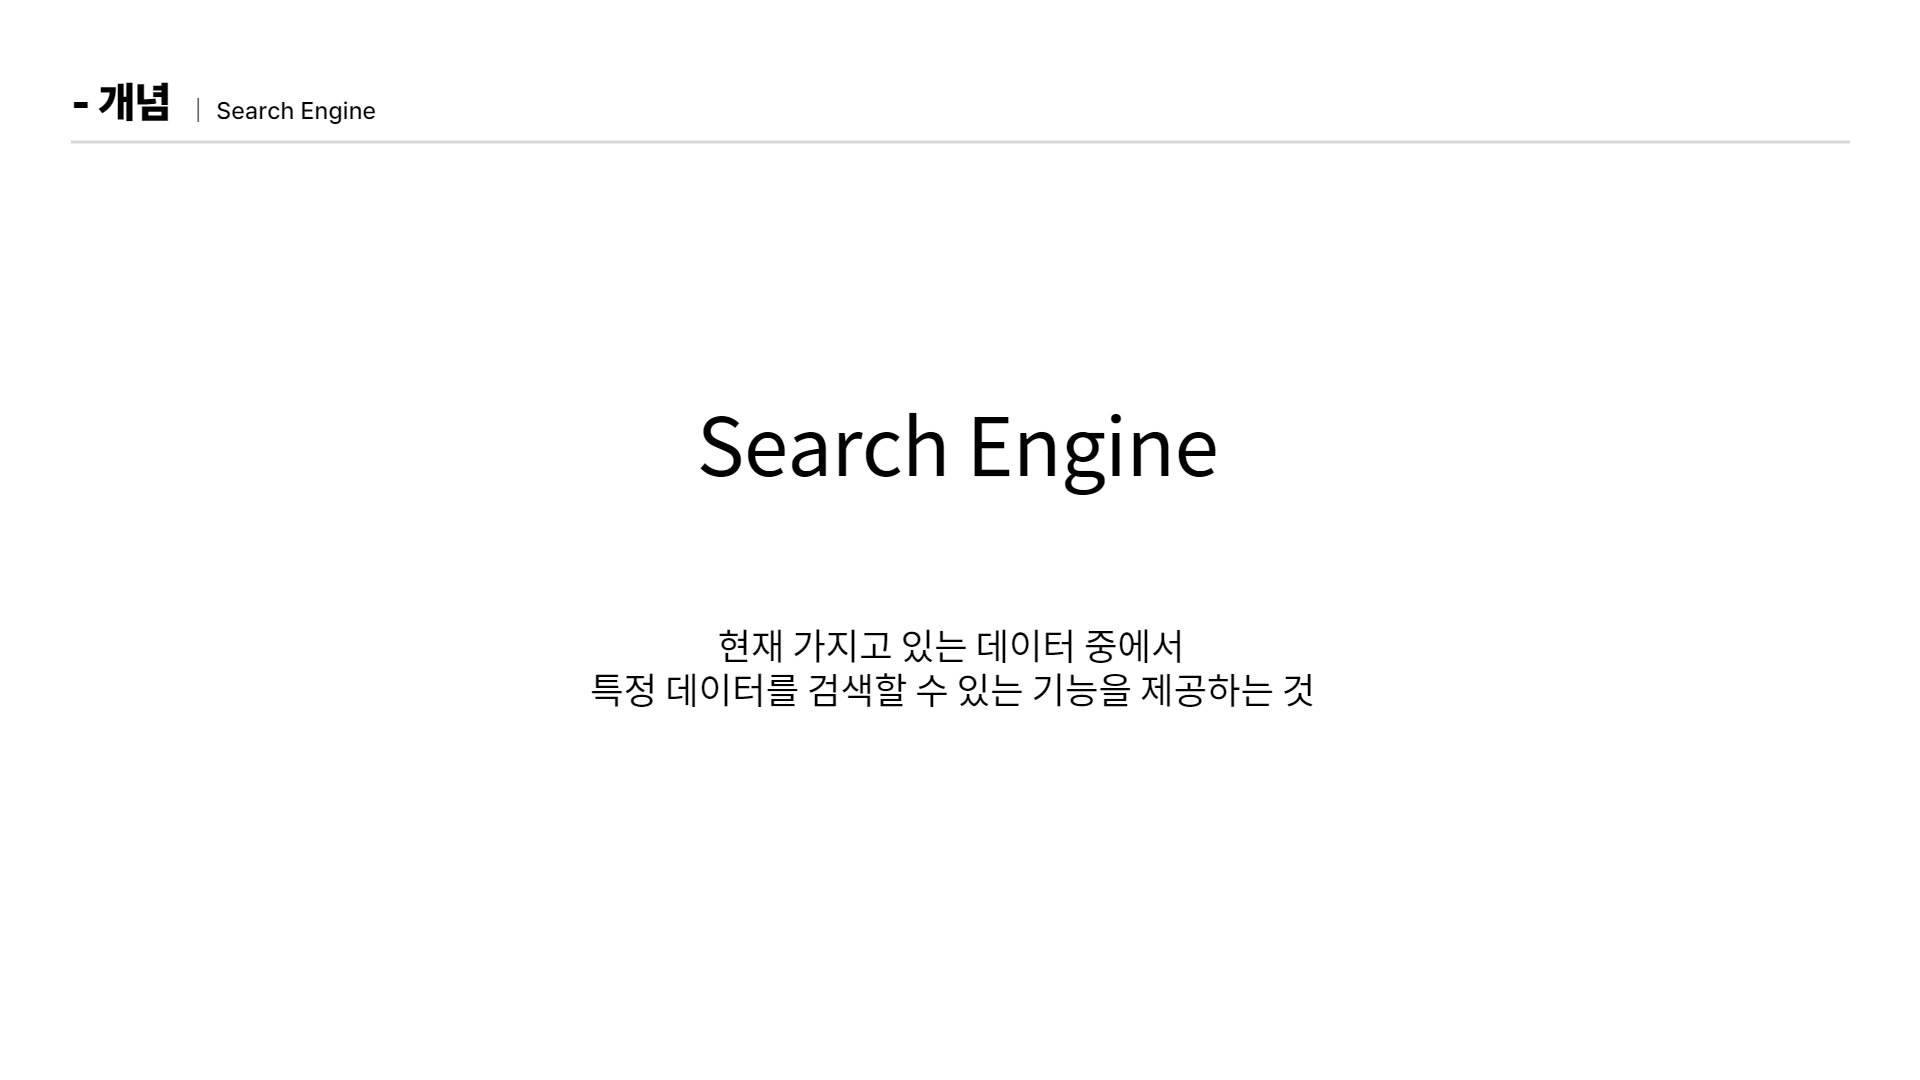 - 개념 | Search Engine
Search Engine
현재 가지고 있는 데이터 중에서
특정 데이터를 검색할 수 있는 기능을 제공하는 것